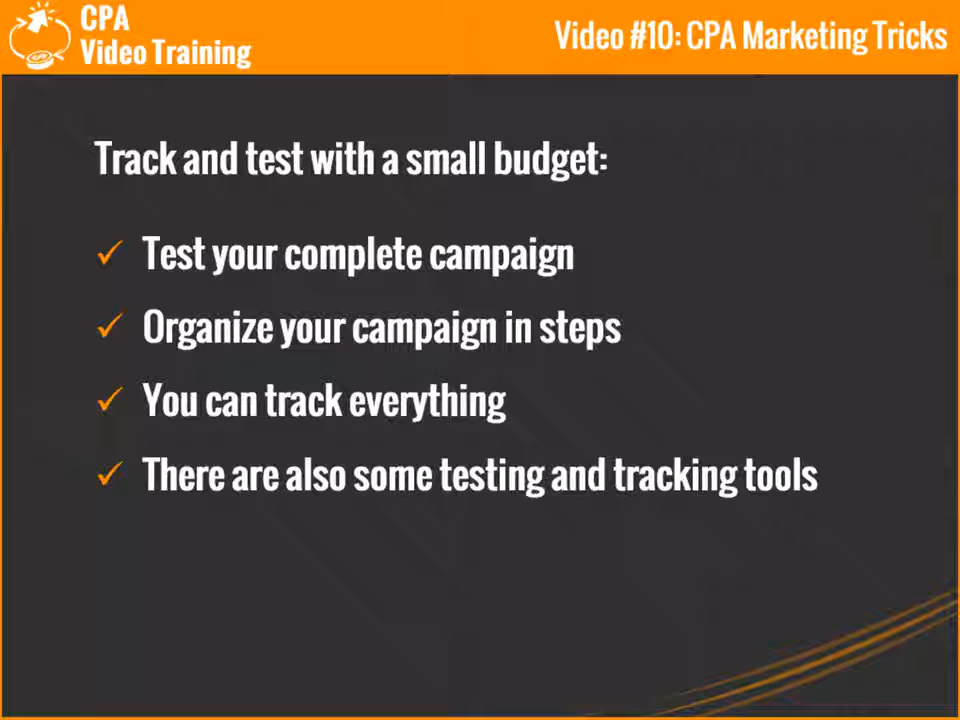 CPA
Video Training
Video #10: CPA Marketing Tricks
Track and test with a small budget:
Test your complete campaign
Organize your campaign in steps
You can track everything
There are also some testing and tracking tools